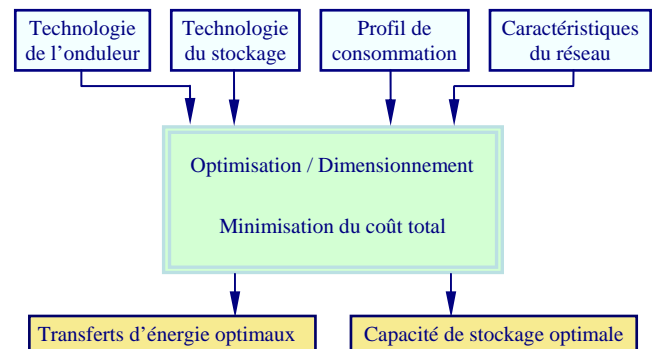 Technologie
de l’onduleur
Technologie
du stockage
Profil de
consommation
Caractéristiques
du réseau
Optimisation / Dimensionnement
Minimisation du coût total
Transferts d’énergie optimaux
Capacité de stockage optimale